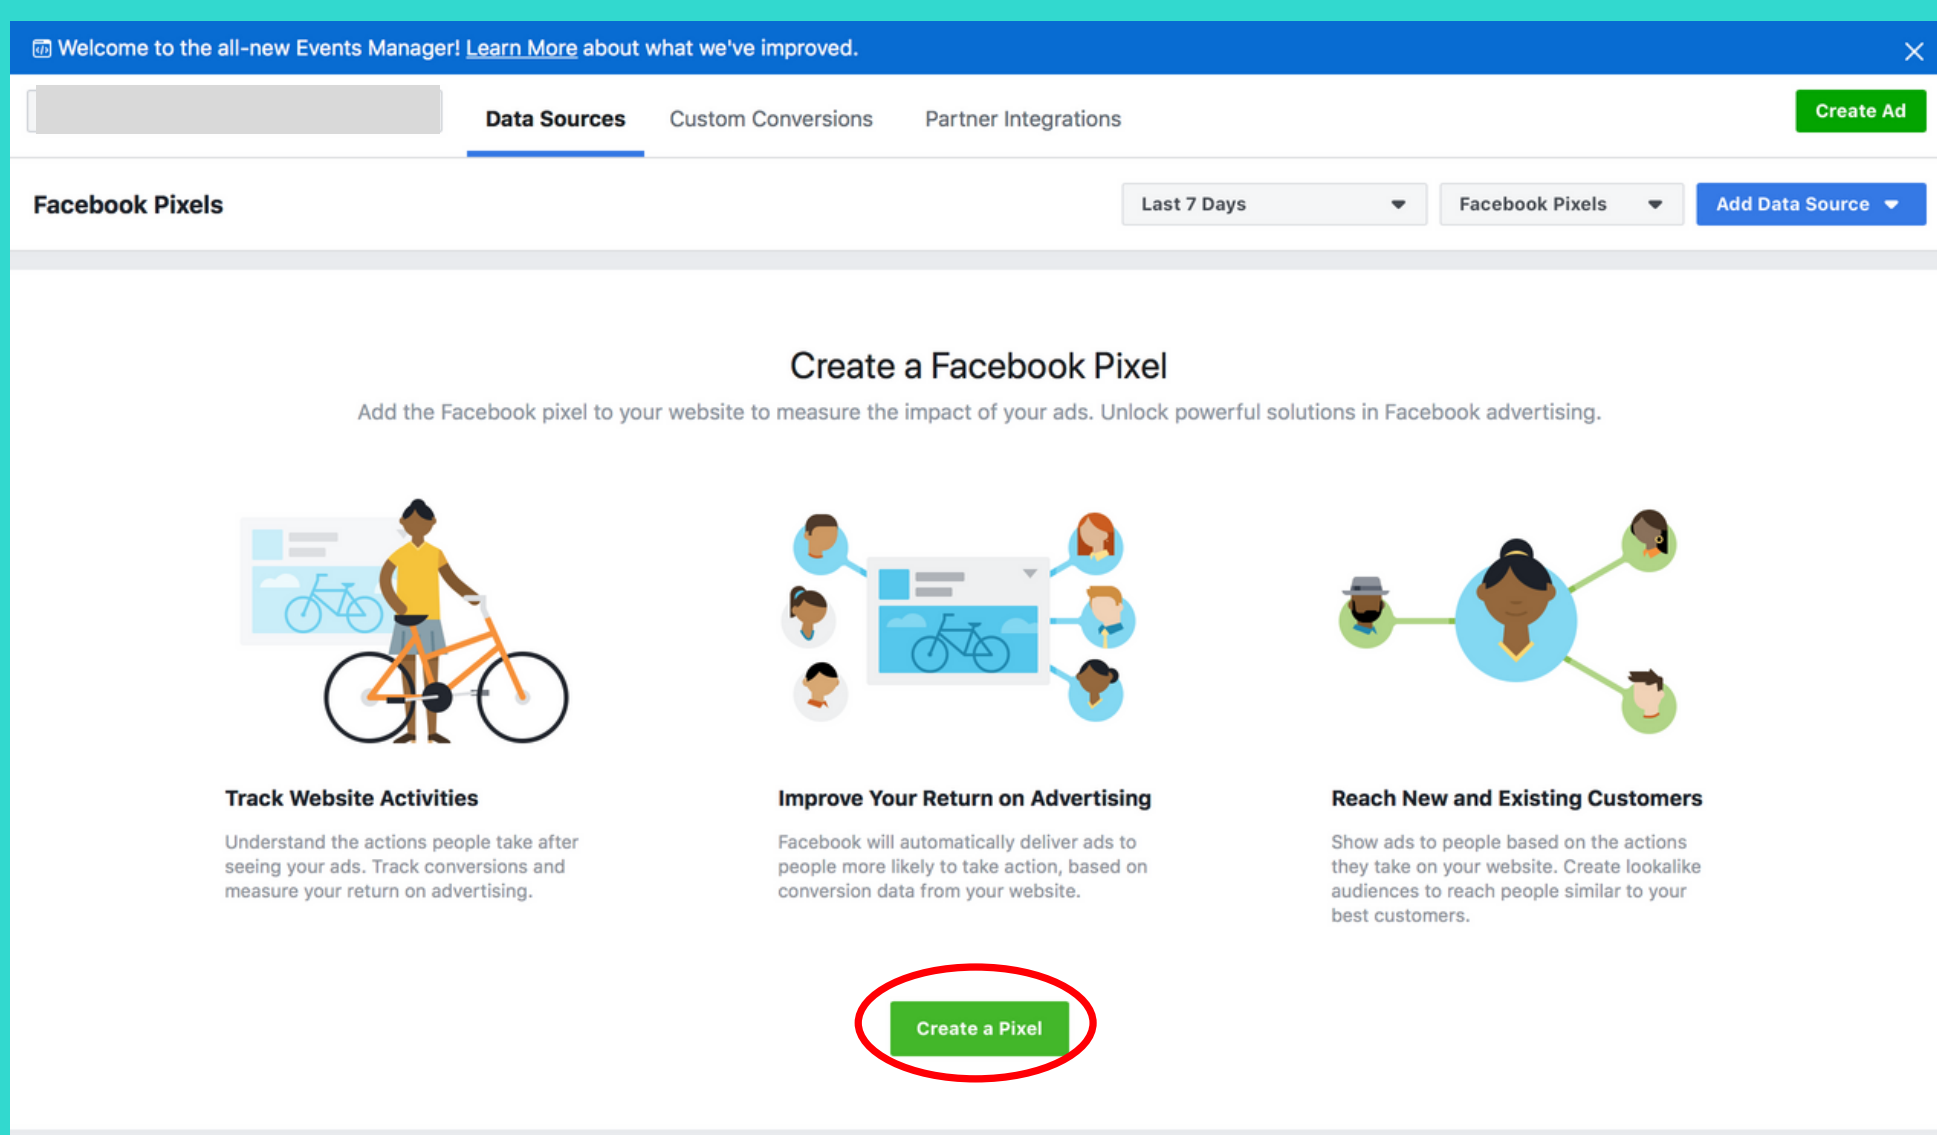 Welcome to the all-new Events Manager! Learn More about what we've improved.
Data Sources
Custom Conversions
Partner Integrations
Create Ad
Facebook Pixels
Last 7 Days
Facebook Pixels
Add Data Source
Create a Facebook Pixel
Add the Facebook pixel to your website to measure the impact of your ads. Unlock powerful solutions in Facebook advertising.
Track Website Activities
Understand the actions people take after
seeing your ads. Track conversions and
measure your return on advertising.
Improve Your Return on Advertising
Facebook will automatically deliver ads to
people more likely to take action, based on
conversion data from your website.
Reach New and Existing Customers
Show ads to people based on the actions
they take on your website. Create lookalike
audiences to reach people similar to your
best customers.
Create a Pixel